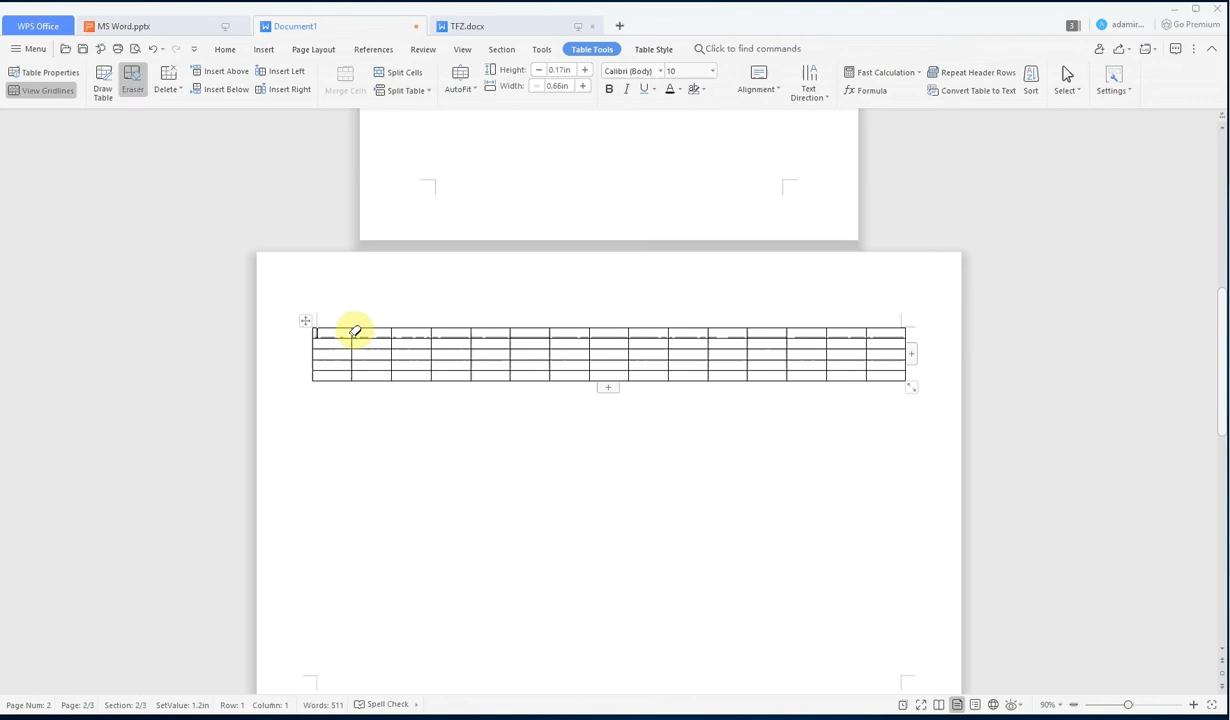 WPS Office
MS Word.pptx
Document1
TFZ.docx
3
adamir...
Go Premium
Menu
Home
Insert
Page Layout
References
Review
View
Section
Tools
Table Tools
Table Style
Click to find commands
Table Properties
View Gridlines
Draw
Table
Eraser
Delete
Insert Above
Insert Left
Insert Below
Insert Right
Merge Cells
Split Cells
Split Table
AutoFit
Height: 0.17in
Width: 0.66in
Calibri (Body) 10
B I U A ab
Alignment
Text
Direction
Fast Calculation
fx Formula
Repeat Header Rows
Convert Table to Text
Sort
Select
Settings
Page Num: 2
Page: 2/3
Section: 2/3
SetValue: 1.2in
Row: 1
Column: 1
Words: 511
Spell Check
90%